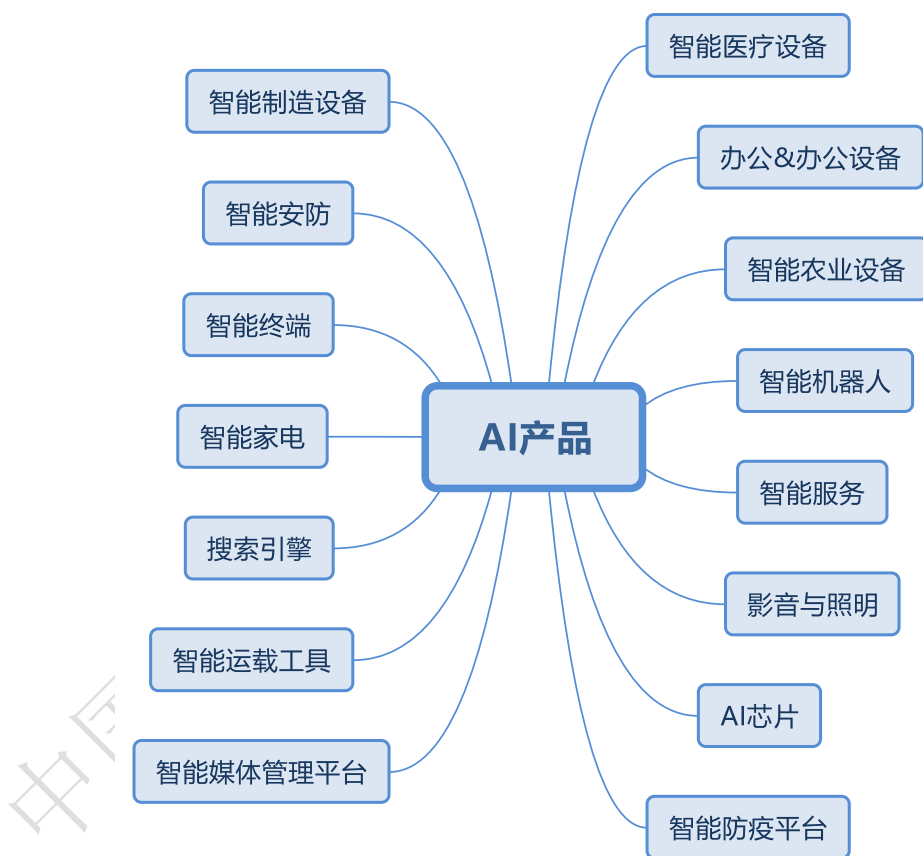 智能医疗设备
智能制造设备
办公&办公设备
智能安防
智能农业设备
智能终端
智能机器人
智能家电
AI产品
智能服务
搜索引擎
影音与照明
智能运载工具
AI芯片
智能媒体管理平台
智能防疫平台
中